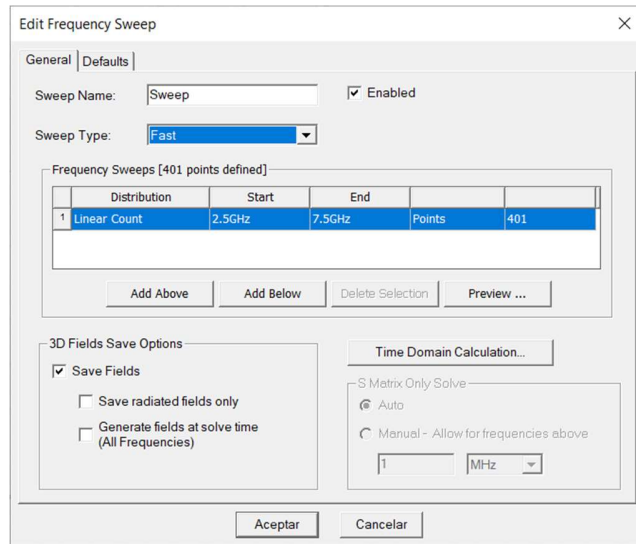 Edit Frequency Sweep
General Defaults
Sweep Name: Sweep Enabled
Sweep Type: Fast
Frequency Sweeps [401 points defined]
Distribution Start End
1 Linear Count 2.5GHz 7.5GHz Points 401
Add Above Add Below Delete Selection Preview ...
3D Fields Save Options
Save Fields
Save radiated fields only
Generate fields at solve time
(All Frequencies)
Time Domain Calculation...
S Matrix Only Solve
Auto
Manual - Allow for frequencies above
1 MHz
Aceptar Cancelar